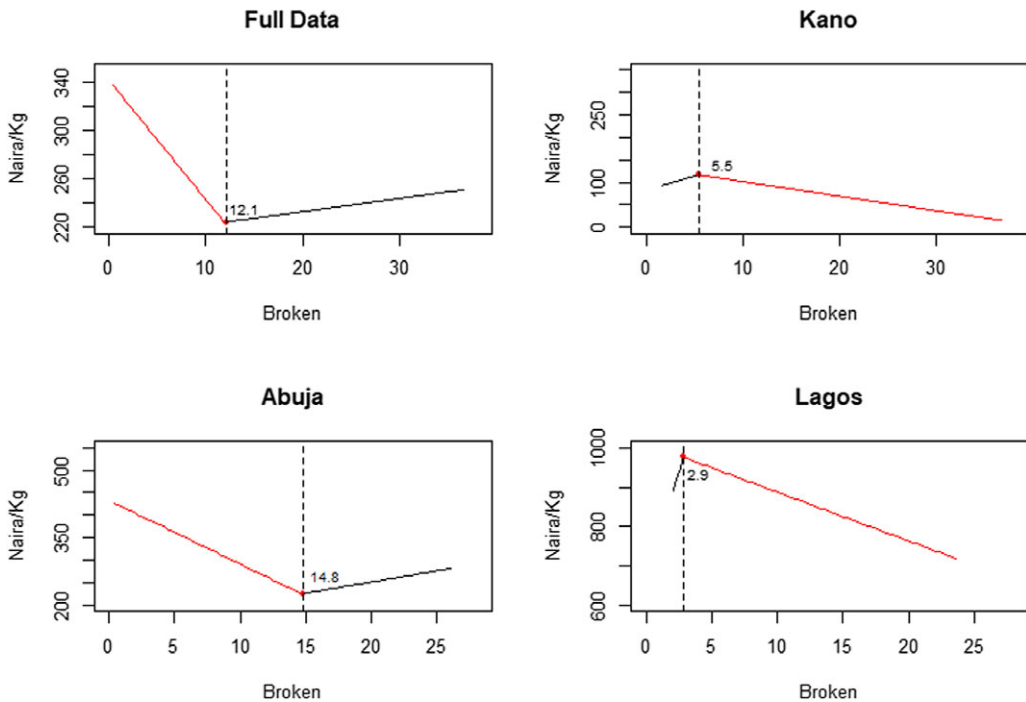 Full Data
Naira/Kg
340
300
260
220
12.1
0 10 20 30
Broken
Kano
Naira/Kg
250
100
0
5.5
0 10 20 30
Broken
Abuja
Naira/Kg
500
350
200
14.8
0 5 10 15 20 25
Broken
Lagos
Naira/Kg
1000
800
600
2.9
0 5 10 15 20 25
Broken